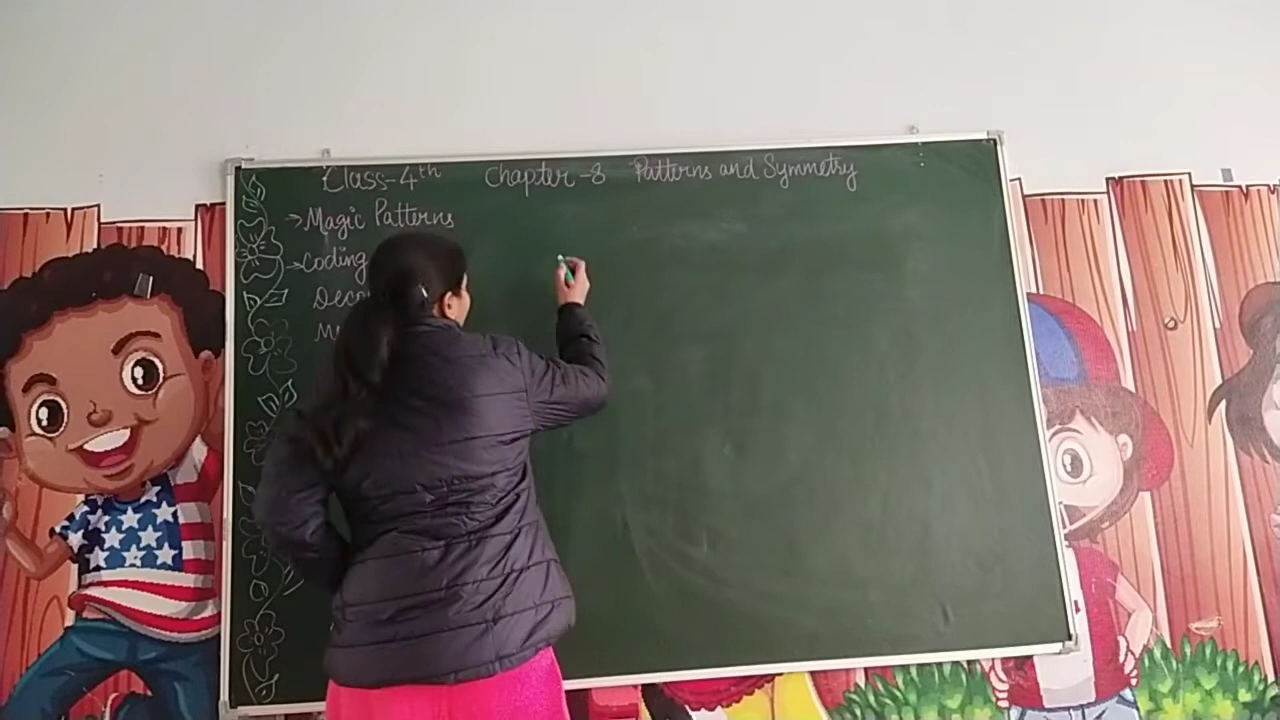 Class-4th Chapter-8 Patterns and Symmetry
→Magic Patterns
→Coding